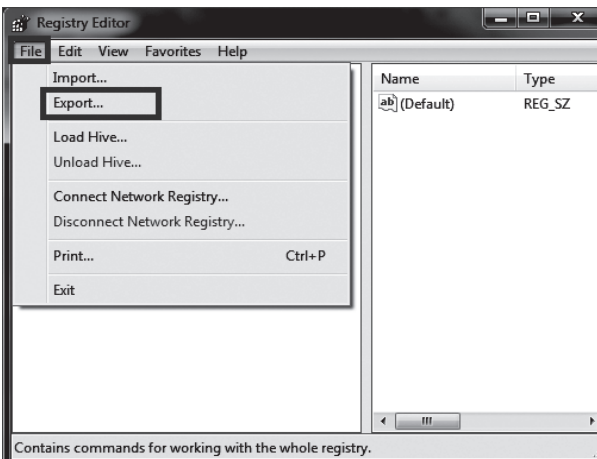 Registry Editor
File Edit View Favorites Help
Import...
Export...
Load Hive...
Unload Hive...
Connect Network Registry...
Disconnect Network Registry...
Print... Ctrl+P
Exit
Name Type
ab (Default) REG_SZ
Contains commands for working with the whole registry.